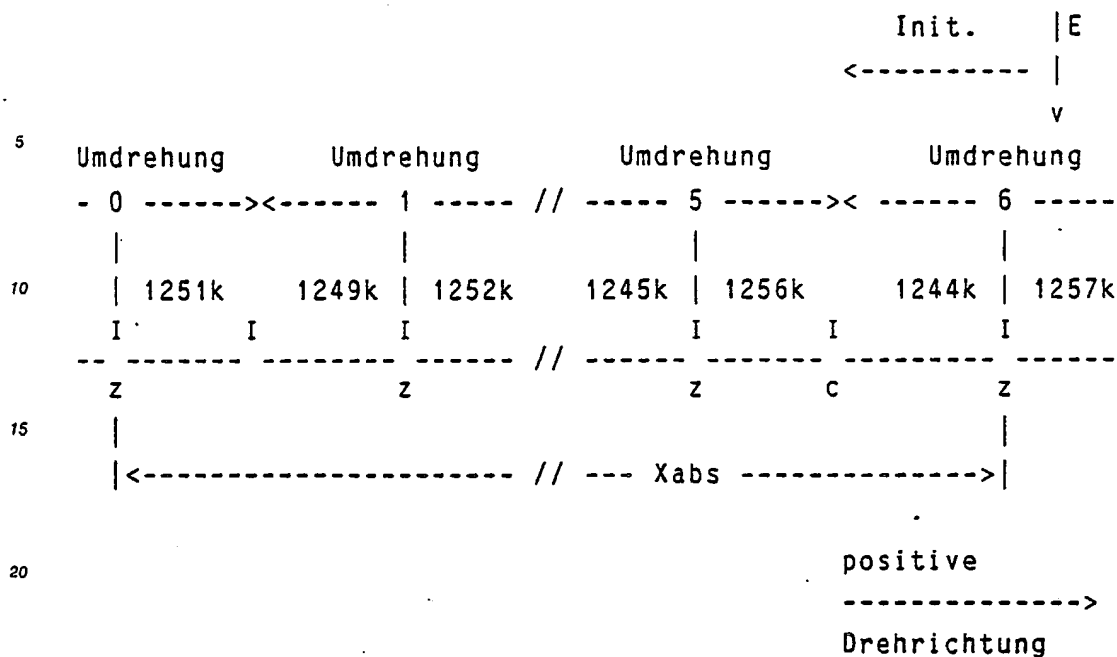 Init. |E
<---------- |
v
5
Umdrehung Umdrehung Umdrehung Umdrehung
- 0 ------><------ 1 ----- // ----- 5 ------>< ------ 6 -----
| | | |
10 | 1251k 1249k | 1252k 1245k | 1256k 1244k | 1257k
I I I I I I
-- ------- -------- ------ // ------ ------- -------- ------
z z z c z
15 | |
|<---------------------- // --- Xabs ------------->|
20 positive
-------------->
Drehrichtung